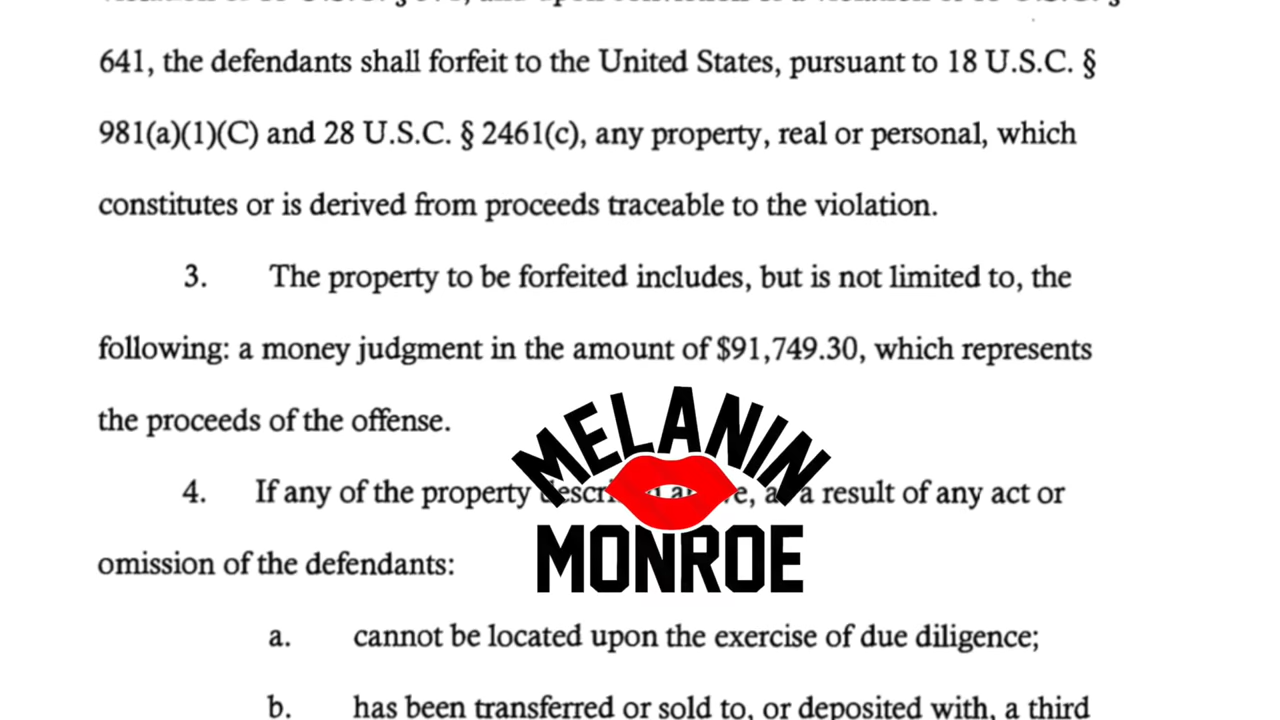 641, the defendants shall forfeit to the United States, pursuant to 18 U.S.C. §
981(a)(1)(C) and 28 U.S.C. § 2461(c), any property, real or personal, which
constitutes or is derived from proceeds traceable to the violation.
3. The property to be forfeited includes, but is not limited to, the
following: a money judgment in the amount of $91,749.30, which represents
the proceeds of the offense.
4. If any of the property a result of any act or
omission of the defendants:
MELANIN
MONROE
a. cannot be located upon the exercise of due diligence;
b. has been transferred or sold to, or deposited with, a third